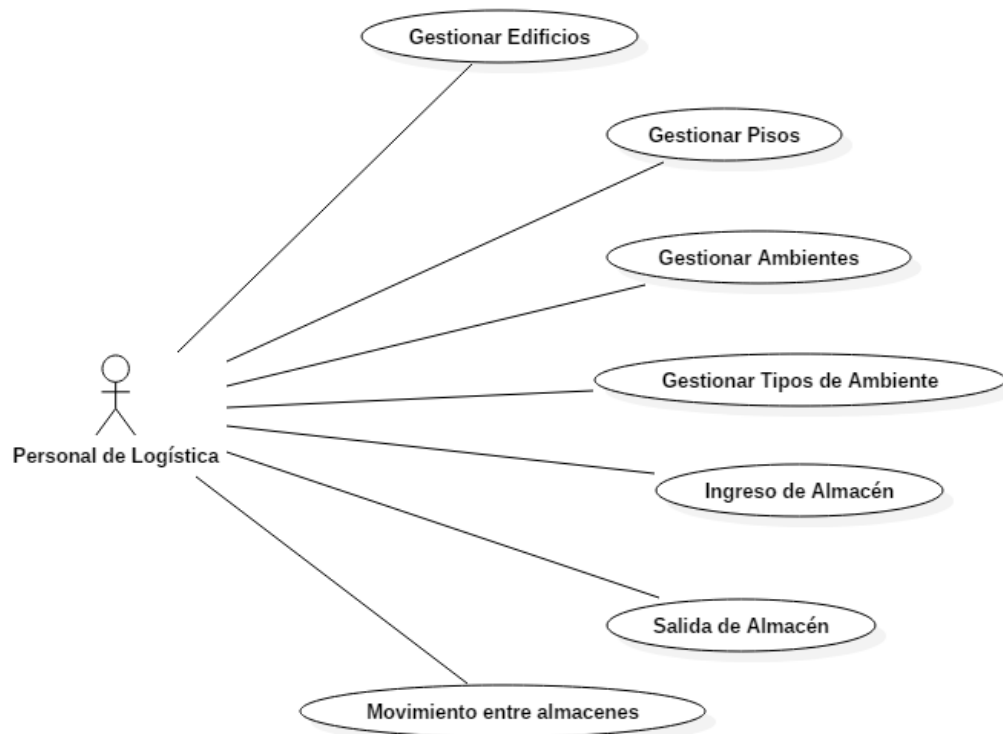 Gestionar Edificios
Gestionar Pisos
Gestionar Ambientes
Gestionar Tipos de Ambiente
Personal de Logística
Ingreso de Almacén
Salida de Almacén
Movimiento entre almacenes